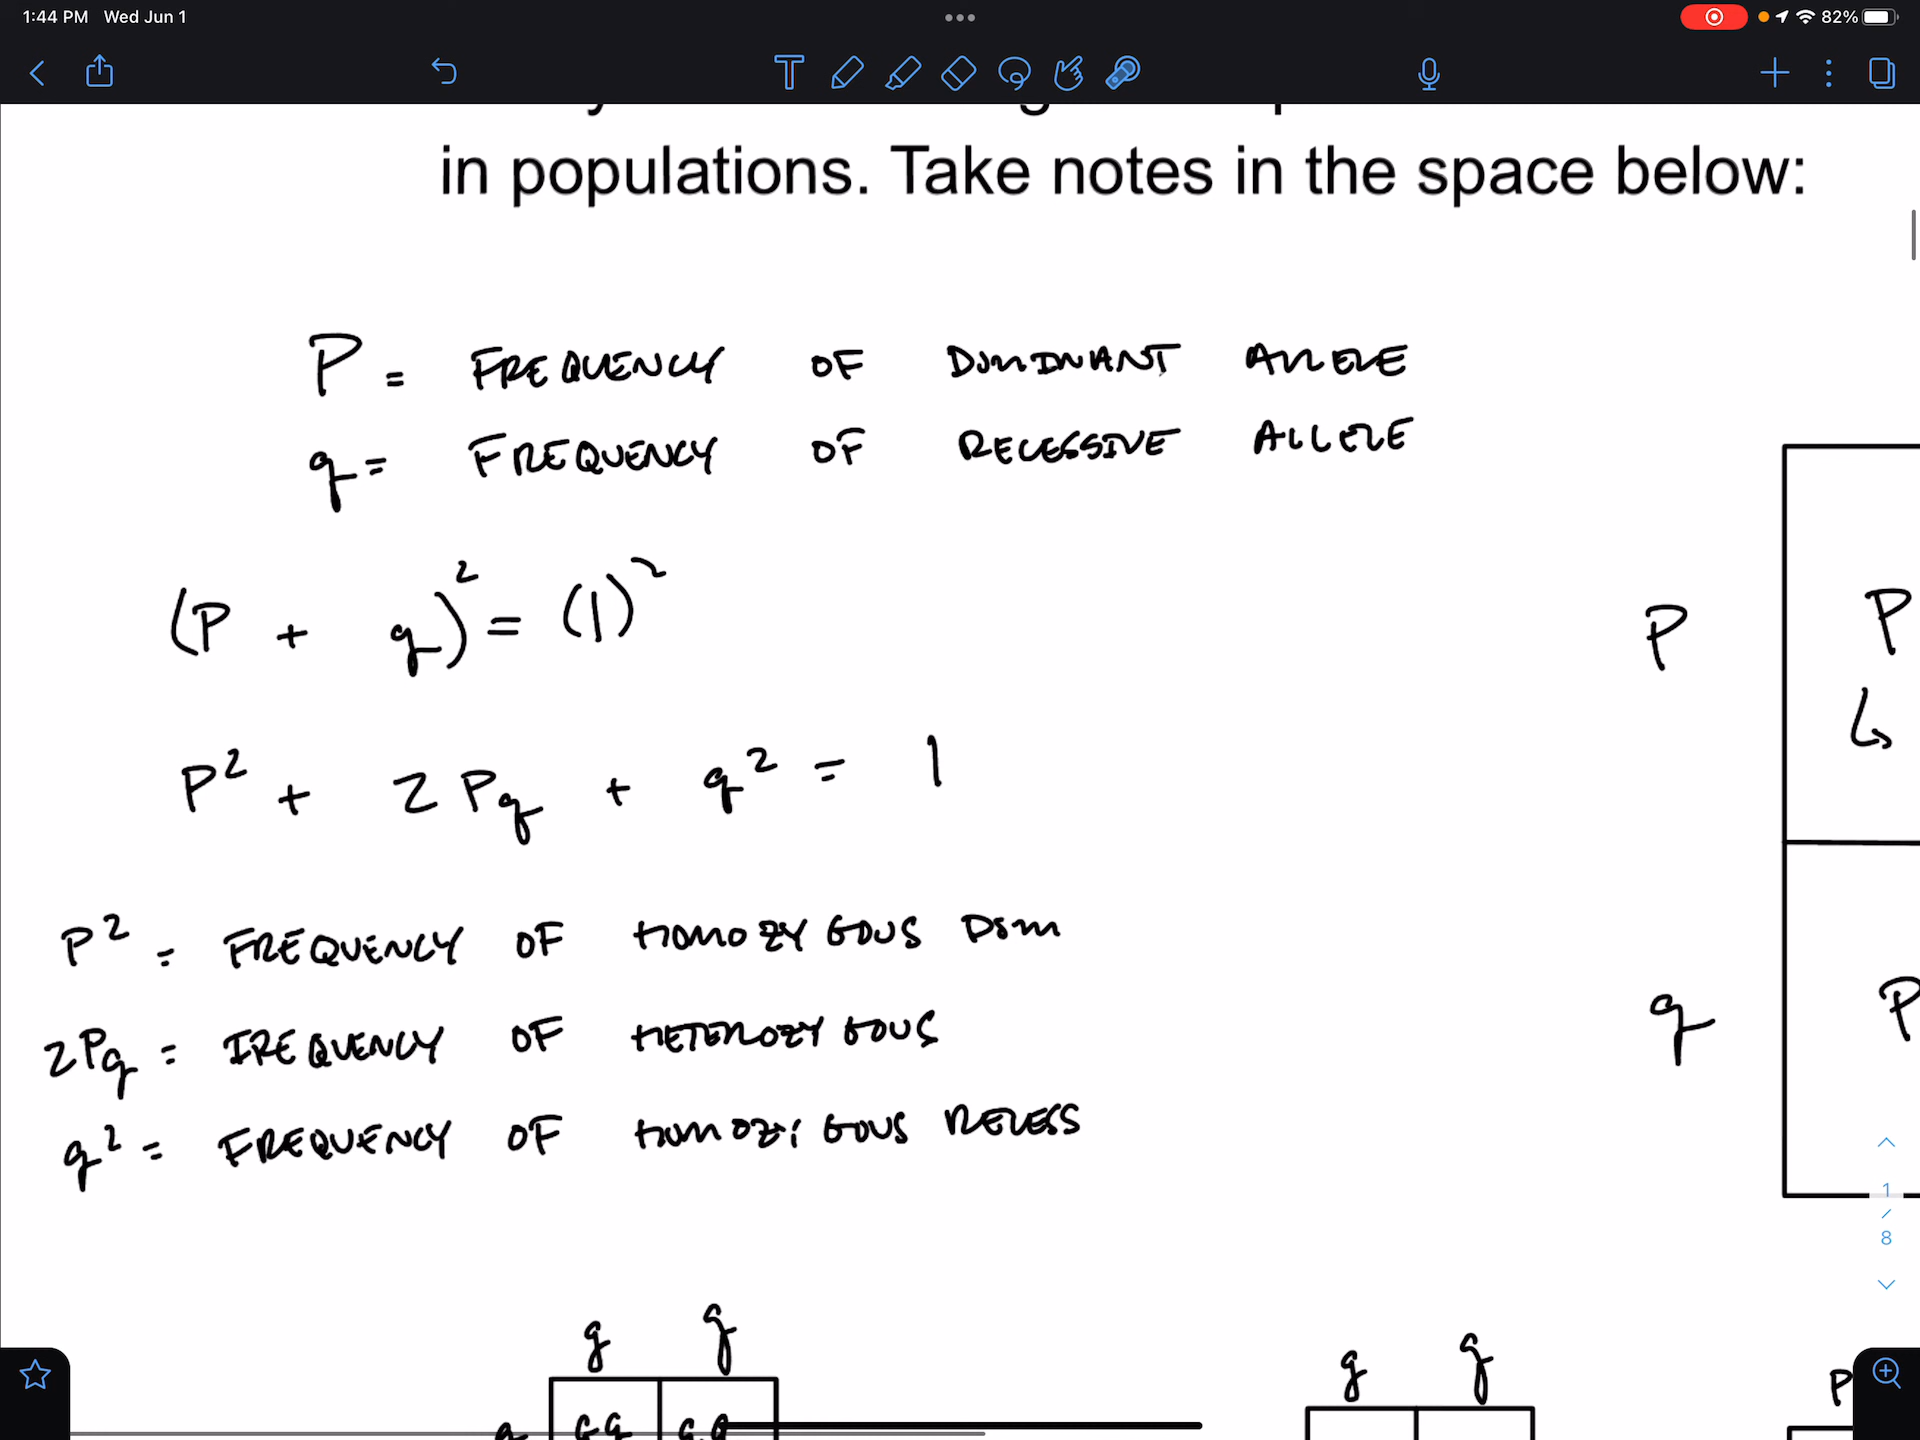 1:44 PM Wed Jun 1
82%
in populations. Take notes in the space below:
P = FREQUENCY OF DOMINANT ALLELE
q = FREQUENCY OF RECESSIVE ALLELE
(P + q)² = (1)²
P² + 2Pq + q² = 1
P² = FREQUENCY OF HOMOZYGOUS DOM
2Pq = FREQUENCY OF HETEROZYGOUS
q² = FREQUENCY OF HOMOZYGOUS RECESS
P P
q P
1
/
8
q q
q q P